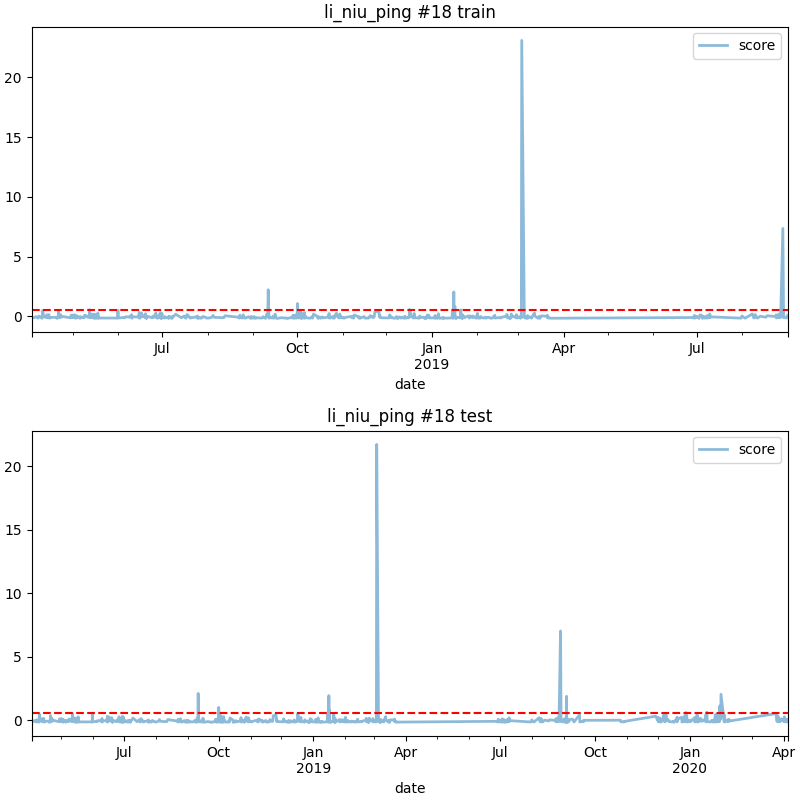 li_niu_ping #18 train
score
20
15
10
5
0
Jul Oct Jan Apr Jul
2019
date
li_niu_ping #18 test
score
20
15
10
5
0
Jul Oct Jan Apr Jul Oct Jan Apr
2019 2020
date